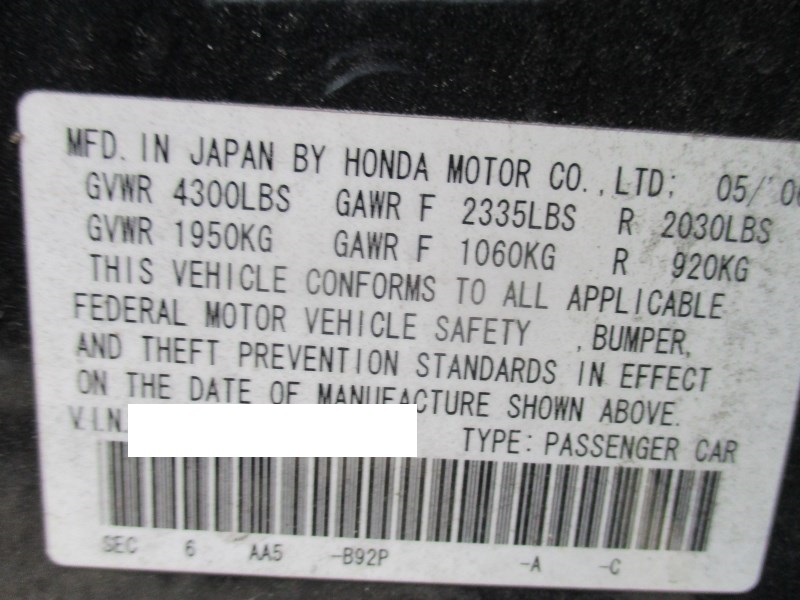 MFD. IN JAPAN BY HONDA MOTOR CO., LTD; 05/'06
GVWR 4300LBS GAWR F 2335LBS R 2030LBS
GVWR 1950KG GAWR F 1060KG R 920KG
THIS VEHICLE CONFORMS TO ALL APPLICABLE
FEDERAL MOTOR VEHICLE SAFETY , BUMPER,
AND THEFT PREVENTION STANDARDS IN EFFECT
ON THE DATE OF MANUFACTURE SHOWN ABOVE.
V.I.N. TYPE: PASSENGER CAR
SEC 6 AA5 -B92P -A -C